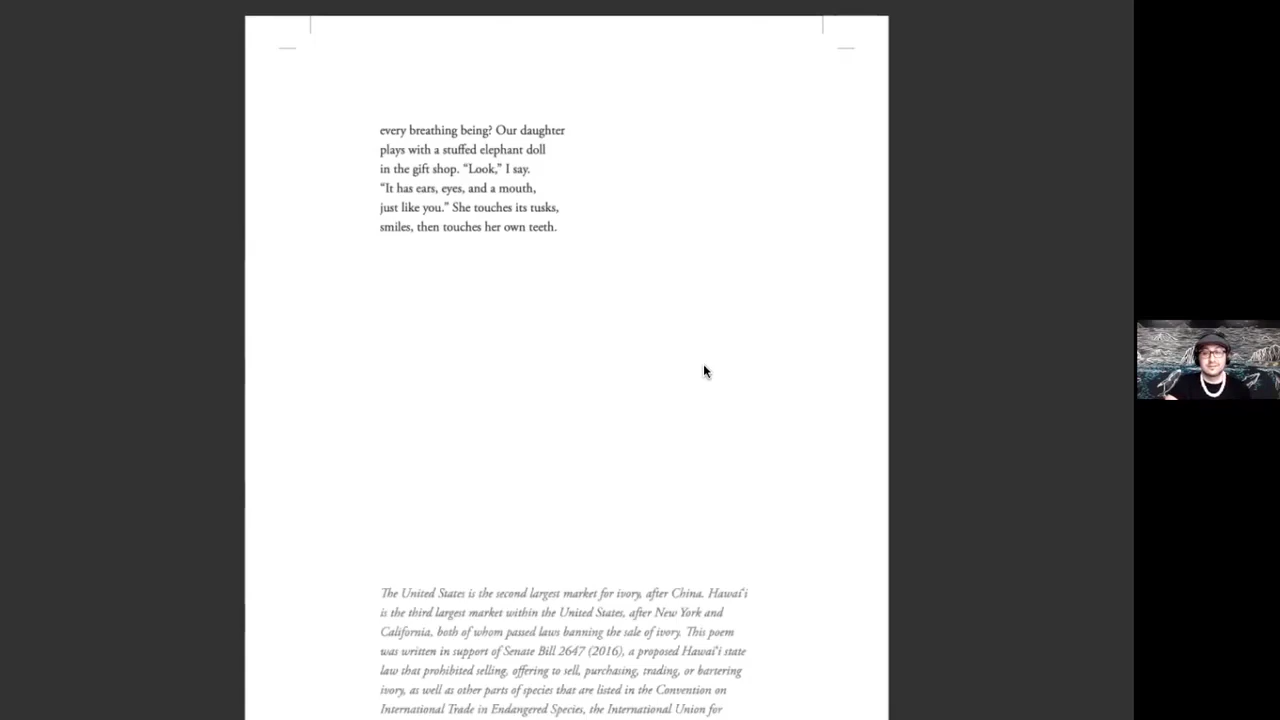 every breathing being? Our daughter
plays with a stuffed elephant doll
in the gift shop. “Look,” I say.
“It has ears, eyes, and a mouth,
just like you.” She touches its tusks,
smiles, then touches her own teeth.
The United States is the second largest market for ivory, after China. Hawaiʻi
is the third largest market within the United States, after New York and
California, both of whom passed laws banning the sale of ivory. This poem
was written in support of Senate Bill 2647 (2016), a proposed Hawaiʻi state
law that prohibited selling, offering to sell, purchasing, trading, or bartering
ivory, as well as other parts of species that are listed in the Convention on
International Trade in Endangered Species, the International Union for